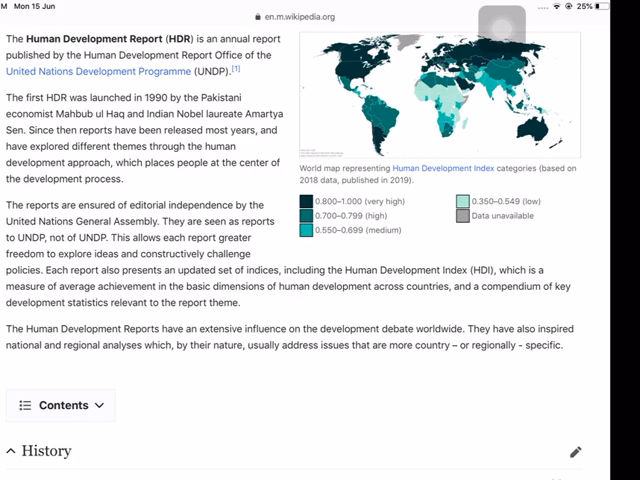 M Mon 15 Jun
25%
en.m.wikipedia.org
The Human Development Report (HDR) is an annual report
published by the Human Development Report Office of the
United Nations Development Programme (UNDP).[1]
The first HDR was launched in 1990 by the Pakistani
economist Mahbub ul Haq and Indian Nobel laureate Amartya
Sen. Since then reports have been released most years, and
have explored different themes through the human
development approach, which places people at the center of
the development process.
The reports are ensured of editorial independence by the
United Nations General Assembly. They are seen as reports
to UNDP, not of UNDP. This allows each report greater
freedom to explore ideas and constructively challenge
policies. Each report also presents an updated set of indices, including the Human Development Index (HDI), which is a
measure of average achievement in the basic dimensions of human development across countries, and a compendium of key
development statistics relevant to the report theme.
World map representing Human Development Index categories (based on
2018 data, published in 2019).
0.800–1.000 (very high)
0.700–0.799 (high)
0.550–0.699 (medium)
0.350–0.549 (low)
Data unavailable
The Human Development Reports have an extensive influence on the development debate worldwide. They have also inspired
national and regional analyses which, by their nature, usually address issues that are more country – or regionally - specific.
Contents
History